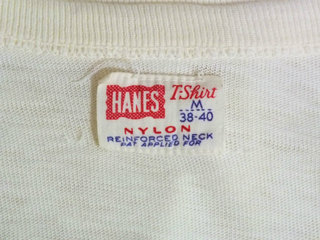 HANES T-Shirt
M
38-40
NYLON
REINFORCED NECK
PAT APPLIED FOR